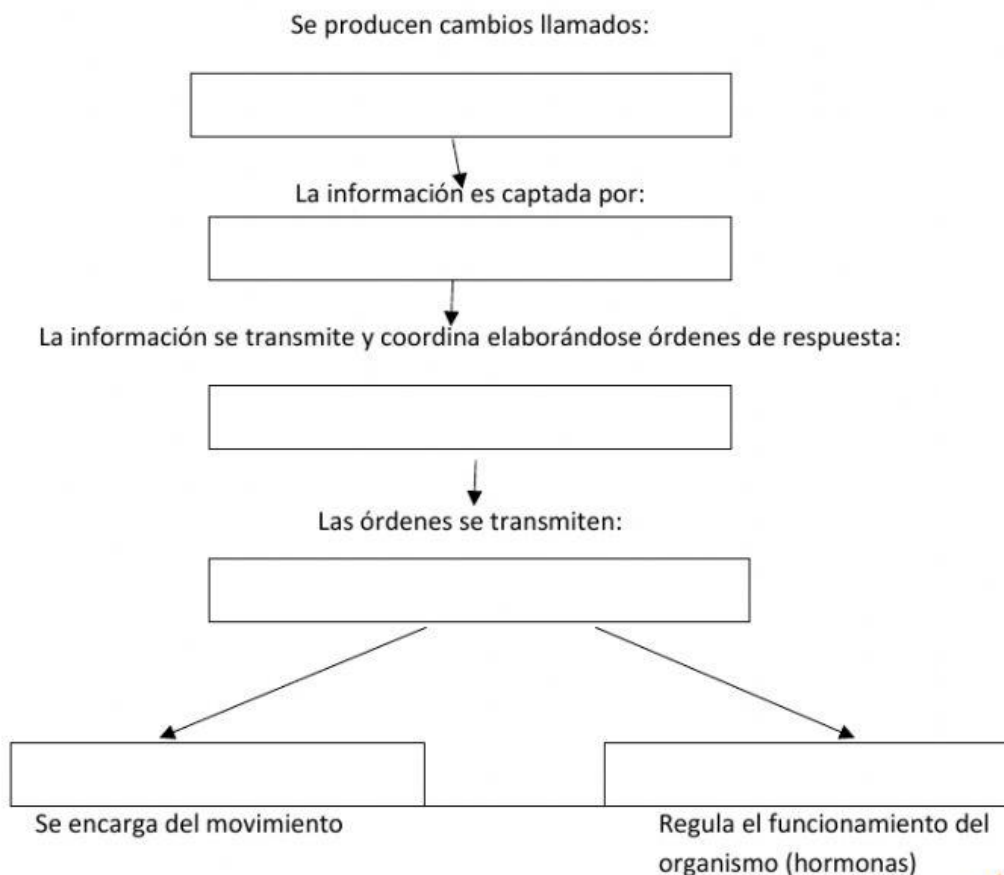 Se producen cambios llamados:
La información es captada por:
La información se transmite y coordina elaborándose órdenes de respuesta:
Las órdenes se transmiten:
Se encarga del movimiento
Regula el funcionamiento del
organismo (hormonas)